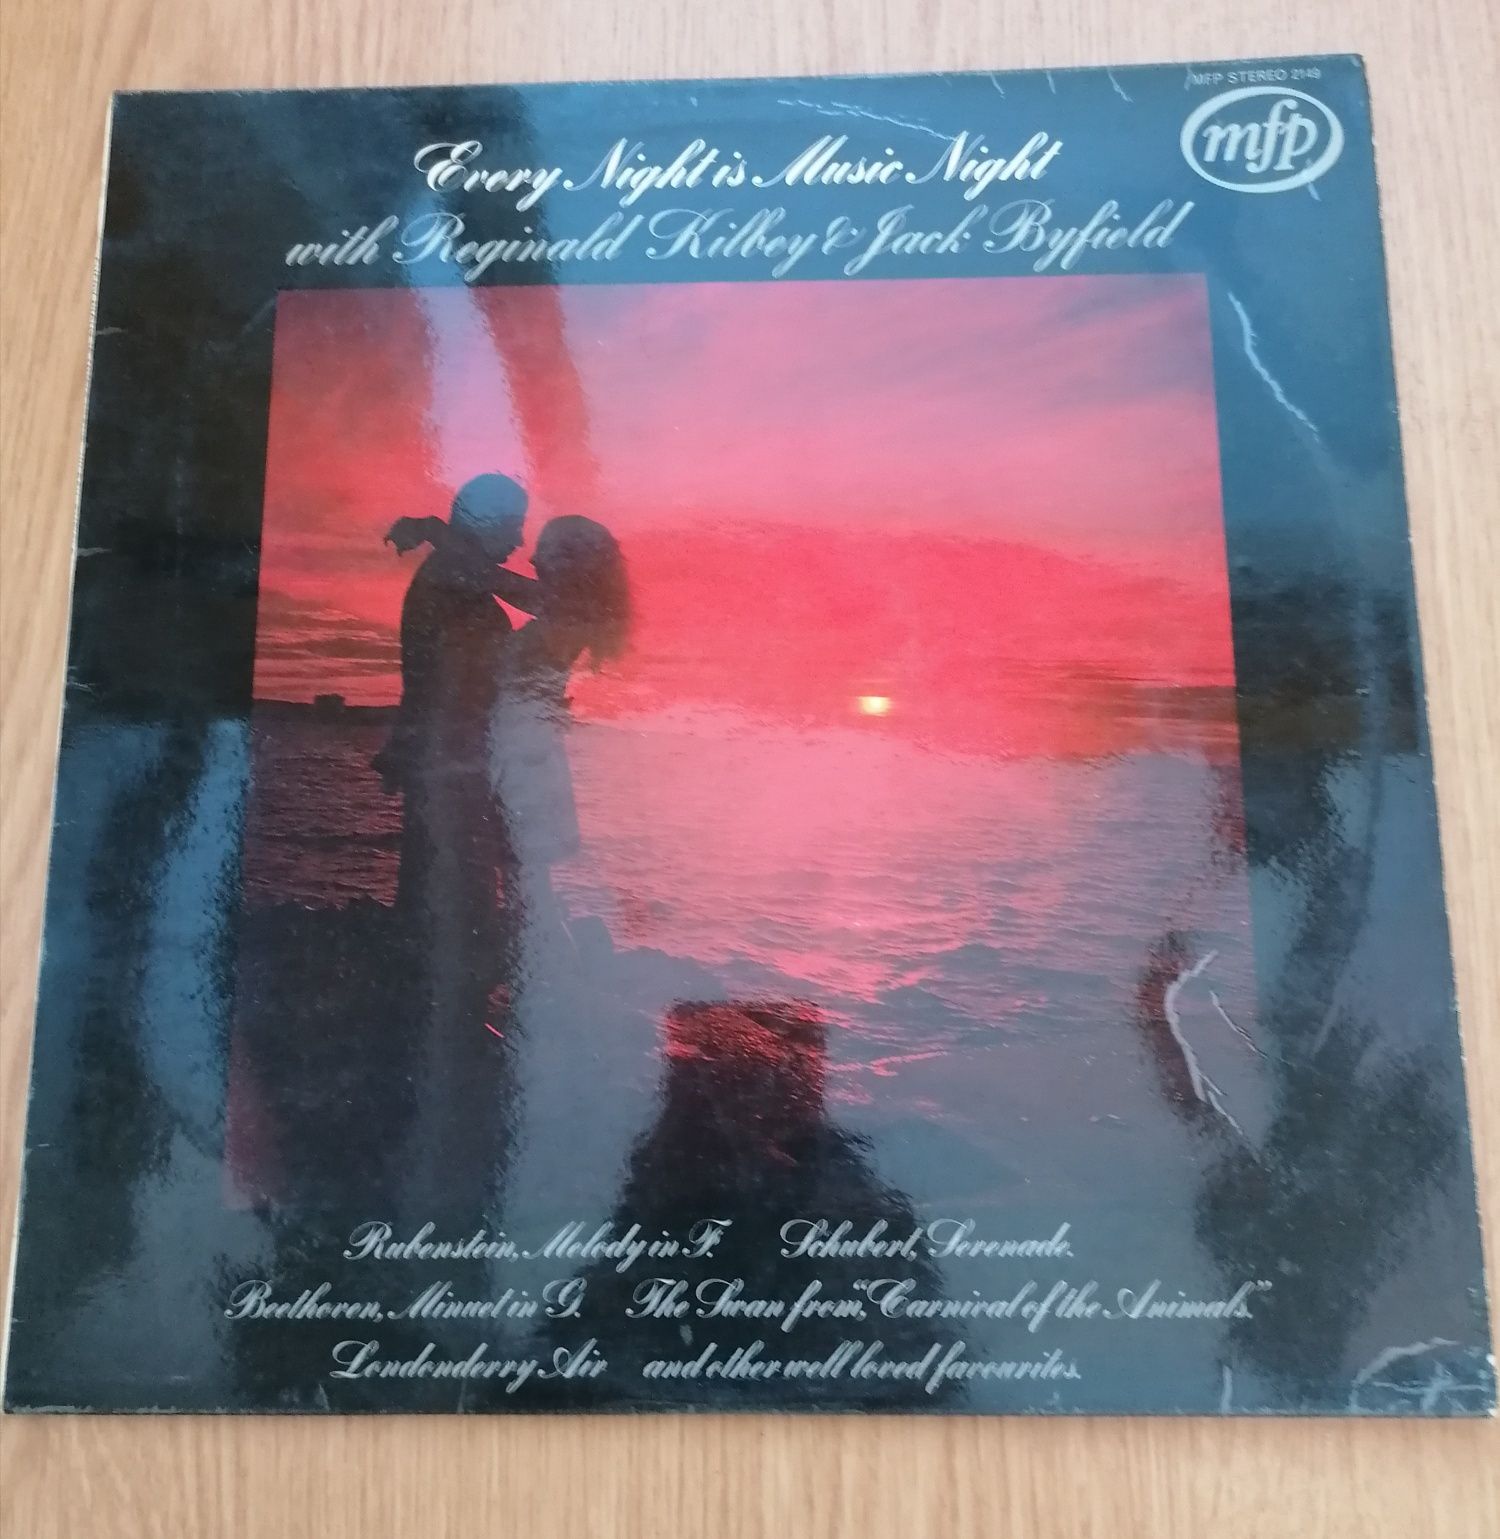 MFP STEREO 2149
mfp
Every Night is Music Night
with Reginald Kilbey & Jack Byfield
Rubenstein, Melody in F. Schubert, Serenade.
Beethoven, Minuet in G. The Swan from, "Carnival of the Animals."
Londonderry Air and other well loved favourites.